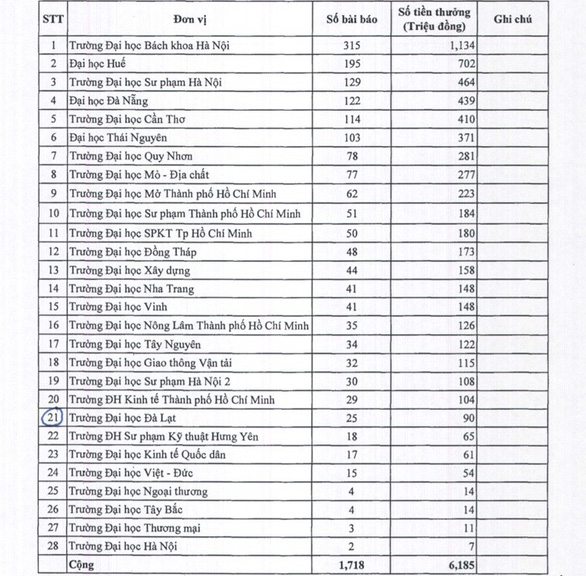 STT Đơn vị Số bài báo Số tiền thưởng (Triệu đồng) Ghi chú
1 Trường Đại học Bách khoa Hà Nội 315 1,134
2 Đại học Huế 195 702
3 Trường Đại học Sư phạm Hà Nội 129 464
4 Đại học Đà Nẵng 122 439
5 Trường Đại học Cần Thơ 114 410
6 Đại học Thái Nguyên 103 371
7 Trường Đại học Quy Nhơn 78 281
8 Trường Đại học Mỏ - Địa chất 77 277
9 Trường Đại học Mở Thành phố Hồ Chí Minh 62 223
10 Trường Đại học Sư phạm Thành phố Hồ Chí Minh 51 184
11 Trường Đại học SPKT Tp Hồ Chí Minh 50 180
12 Trường Đại học Đồng Tháp 48 173
13 Trường Đại học Xây dựng 44 158
14 Trường Đại học Nha Trang 41 148
15 Trường Đại học Vinh 41 148
16 Trường Đại học Nông Lâm Thành phố Hồ Chí Minh 35 126
17 Trường Đại học Tây Nguyên 34 122
18 Trường Đại học Giao thông Vận tải 32 115
19 Trường Đại học Sư phạm Hà Nội 2 30 108
20 Trường ĐH Kinh tế Thành phố Hồ Chí Minh 29 104
21 Trường Đại học Đà Lạt 25 90
22 Trường ĐH Sư phạm Kỹ thuật Hưng Yên 18 65
23 Trường Đại học Kinh tế Quốc dân 17 61
24 Trường Đại học Việt - Đức 15 54
25 Trường Đại học Ngoại thương 4 14
26 Trường Đại học Tây Bắc 4 14
27 Trường Đại học Thương mại 3 11
28 Trường Đại học Hà Nội 2 7
Cộng 1,718 6,185